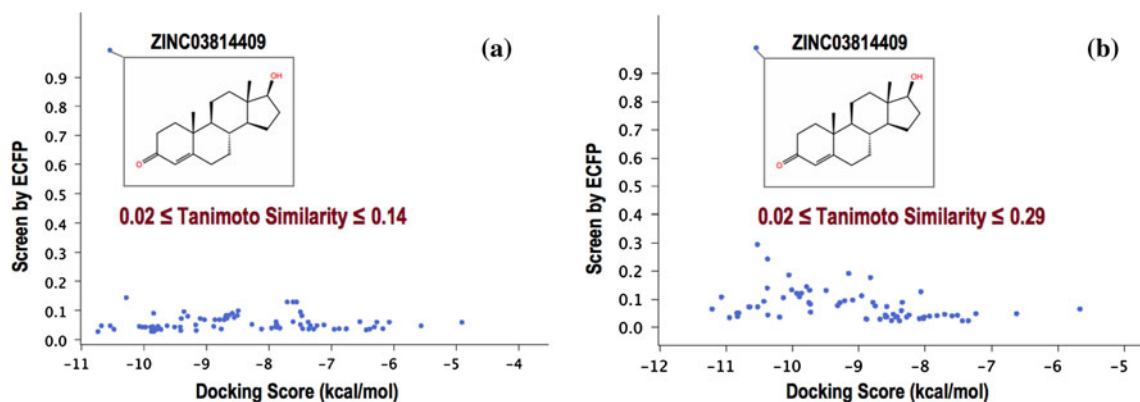 ZINC03814409
(a)
OH
O
0.02 ≤ Tanimoto Similarity ≤ 0.14
Screen by ECFP
0.9
0.8
0.7
0.6
0.5
0.4
0.3
0.2
0.1
0.0
−11 −10 −9 −8 −7 −6 −5 −4
Docking Score (kcal/mol)
ZINC03814409
(b)
OH
O
0.02 ≤ Tanimoto Similarity ≤ 0.29
Screen by ECFP
0.9
0.8
0.7
0.6
0.5
0.4
0.3
0.2
0.1
0.0
−12 −11 −10 −9 −8 −7 −6 −5
Docking Score (kcal/mol)